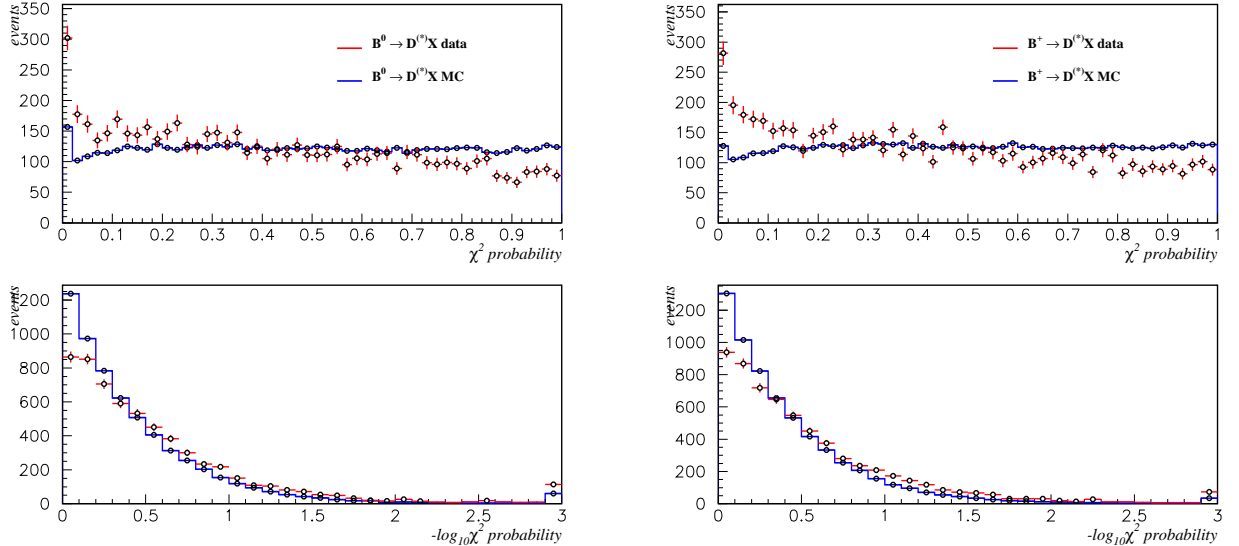 events
350
300
250
200
150
100
50
0
B⁰ → D⁽*⁾X data
B⁰ → D⁽*⁾X MC
0 0.1 0.2 0.3 0.4 0.5 0.6 0.7 0.8 0.9 1
χ² probability
events
350
300
250
200
150
100
50
0
B⁺ → D⁽*⁾X data
B⁺ → D⁽*⁾X MC
0 0.1 0.2 0.3 0.4 0.5 0.6 0.7 0.8 0.9 1
χ² probability
events
1200
1000
800
600
400
200
0
0 0.5 1 1.5 2 2.5 3
-log₁₀χ² probability
events
1200
1000
800
600
400
200
0
0 0.5 1 1.5 2 2.5 3
-log₁₀χ² probability